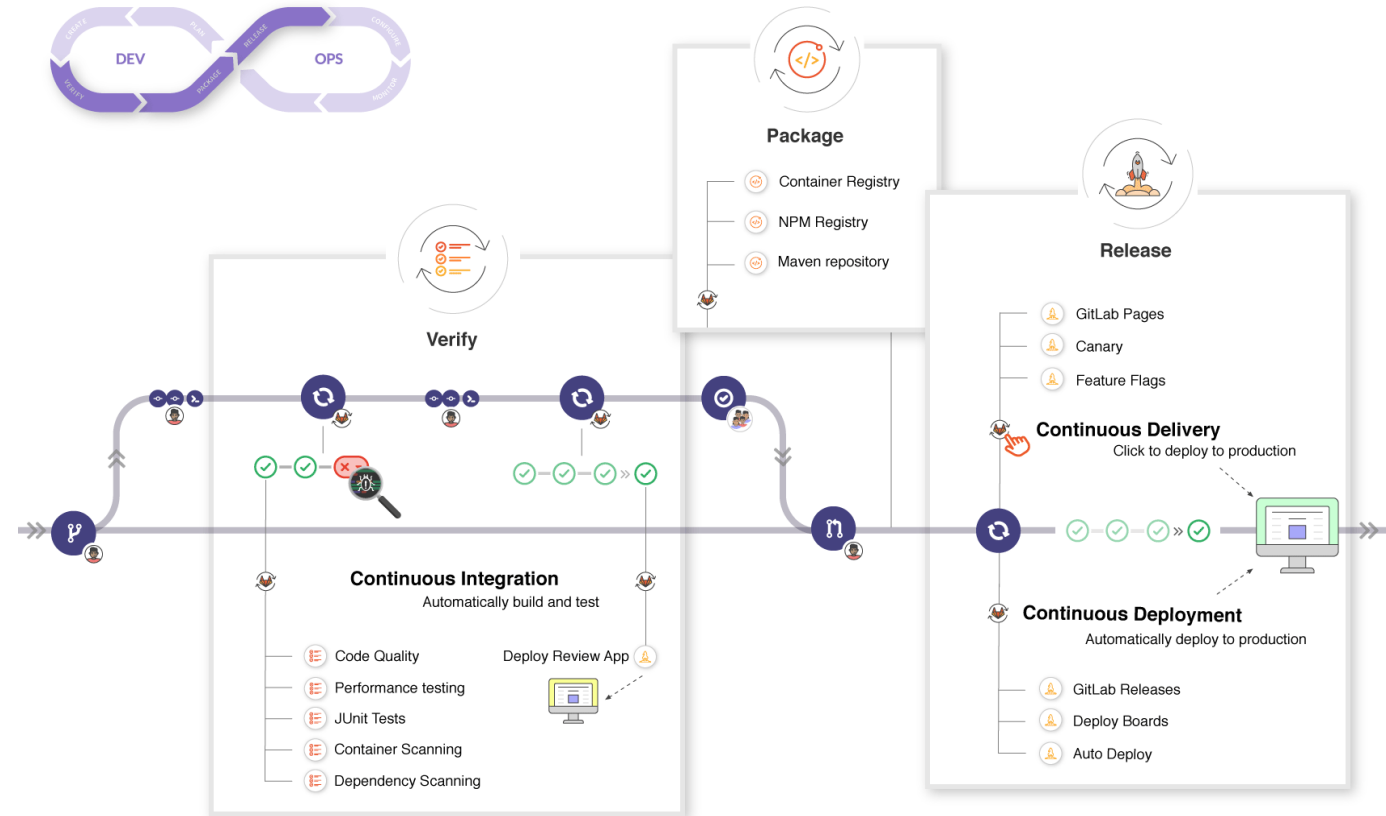 CREATE
PLAN
RELEASE
CONFIGURE
DEV
OPS
VERIFY
PACKAGE
MONITOR
Package
Container Registry
NPM Registry
Maven repository
Verify
Continuous Integration
Automatically build and test
Code Quality
Performance testing
JUnit Tests
Container Scanning
Dependency Scanning
Deploy Review App
Release
GitLab Pages
Canary
Feature Flags
Continuous Delivery
Click to deploy to production
Continuous Deployment
Automatically deploy to production
GitLab Releases
Deploy Boards
Auto Deploy